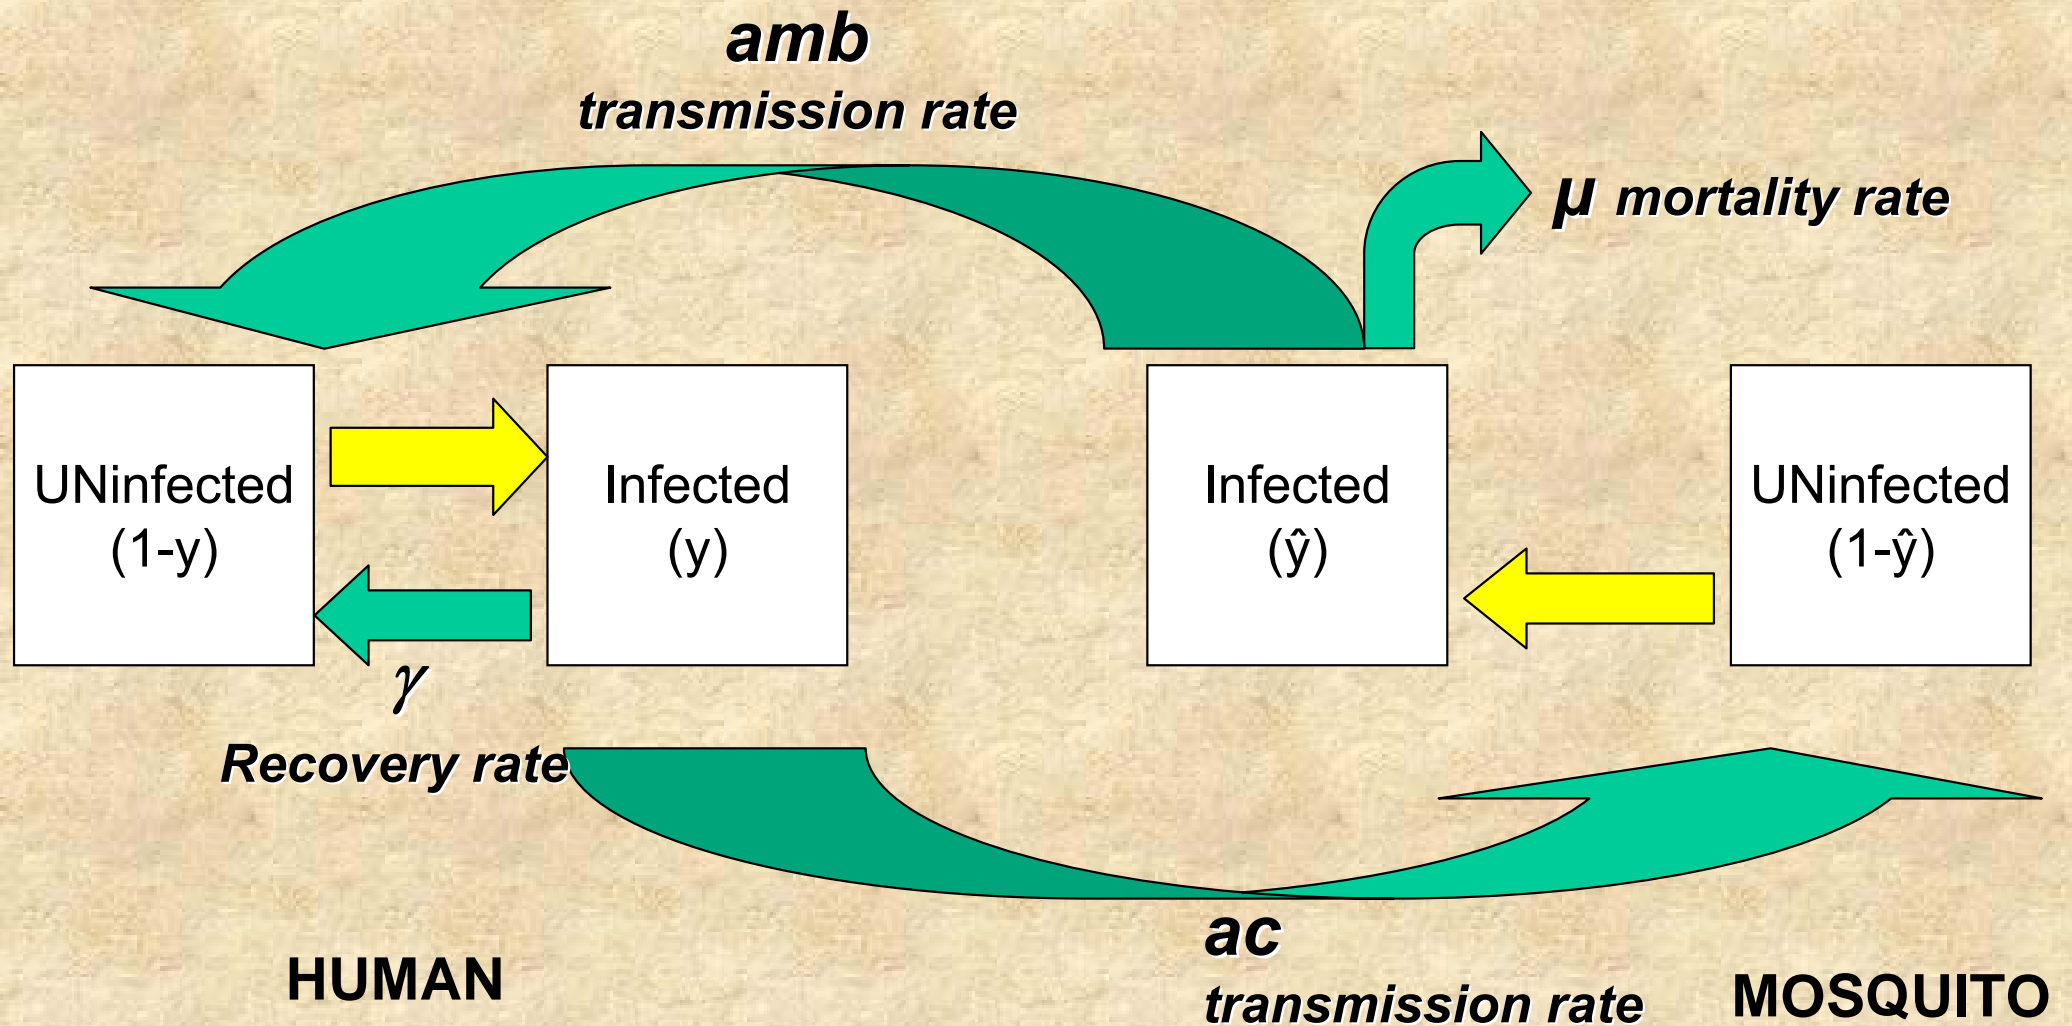 amb
transmission rate
µ mortality rate
UNinfected
(1-y)
Infected
(y)
Infected
(ŷ)
UNinfected
(1-ŷ)
γ
Recovery rate
ac
transmission rate
HUMAN
MOSQUITO